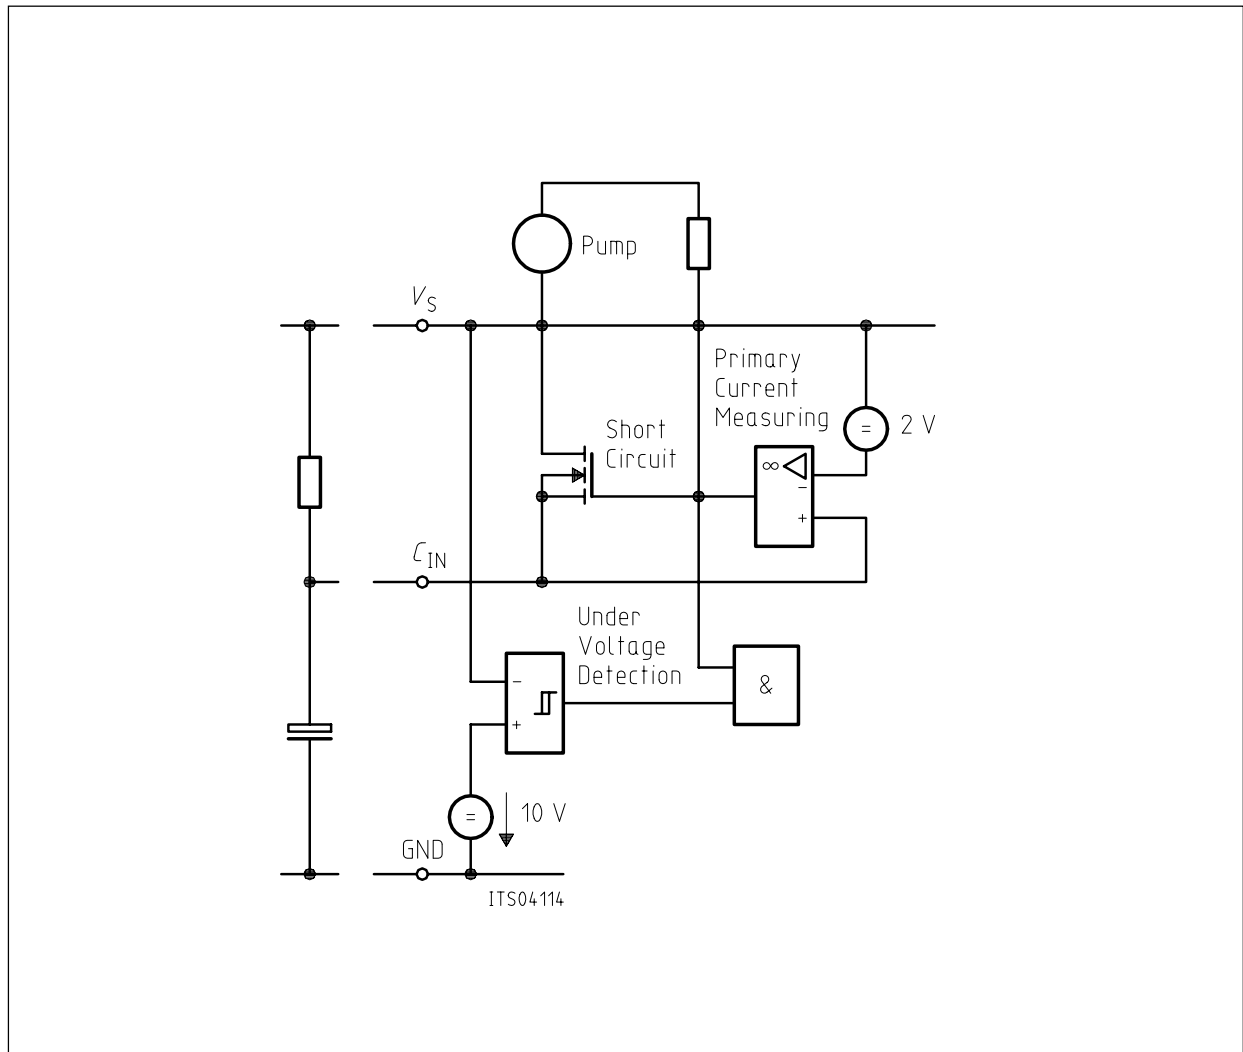 Pump
V_S
Primary
Current
Measuring
= 2 V
Short
Circuit
∞
−
+
C_IN
Under
Voltage
Detection
−
&
+
= 10 V
GND
ITS04114